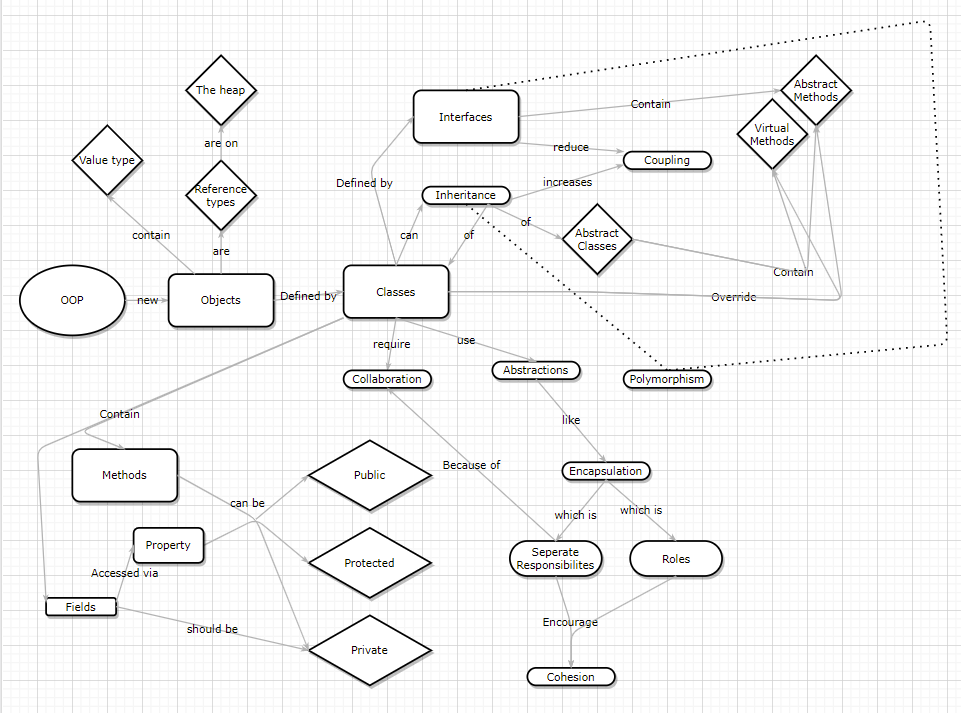 The heap
Abstract
Methods
Contain
Interfaces
Virtual
Methods
are on
reduce
Value type
Coupling
Defined by
increases
Reference
types
Inheritance
of
contain
can
of
Abstract
Classes
are
Contain
OOP
new
Objects
Defined by
Classes
Override
require
use
Collaboration
Abstractions
Polymorphism
Contain
like
Because of
Methods
Public
Encapsulation
can be
which is
which is
Property
Protected
Seperate
Responsibilites
Roles
Accessed via
Fields
should be
Encourage
Private
Cohesion